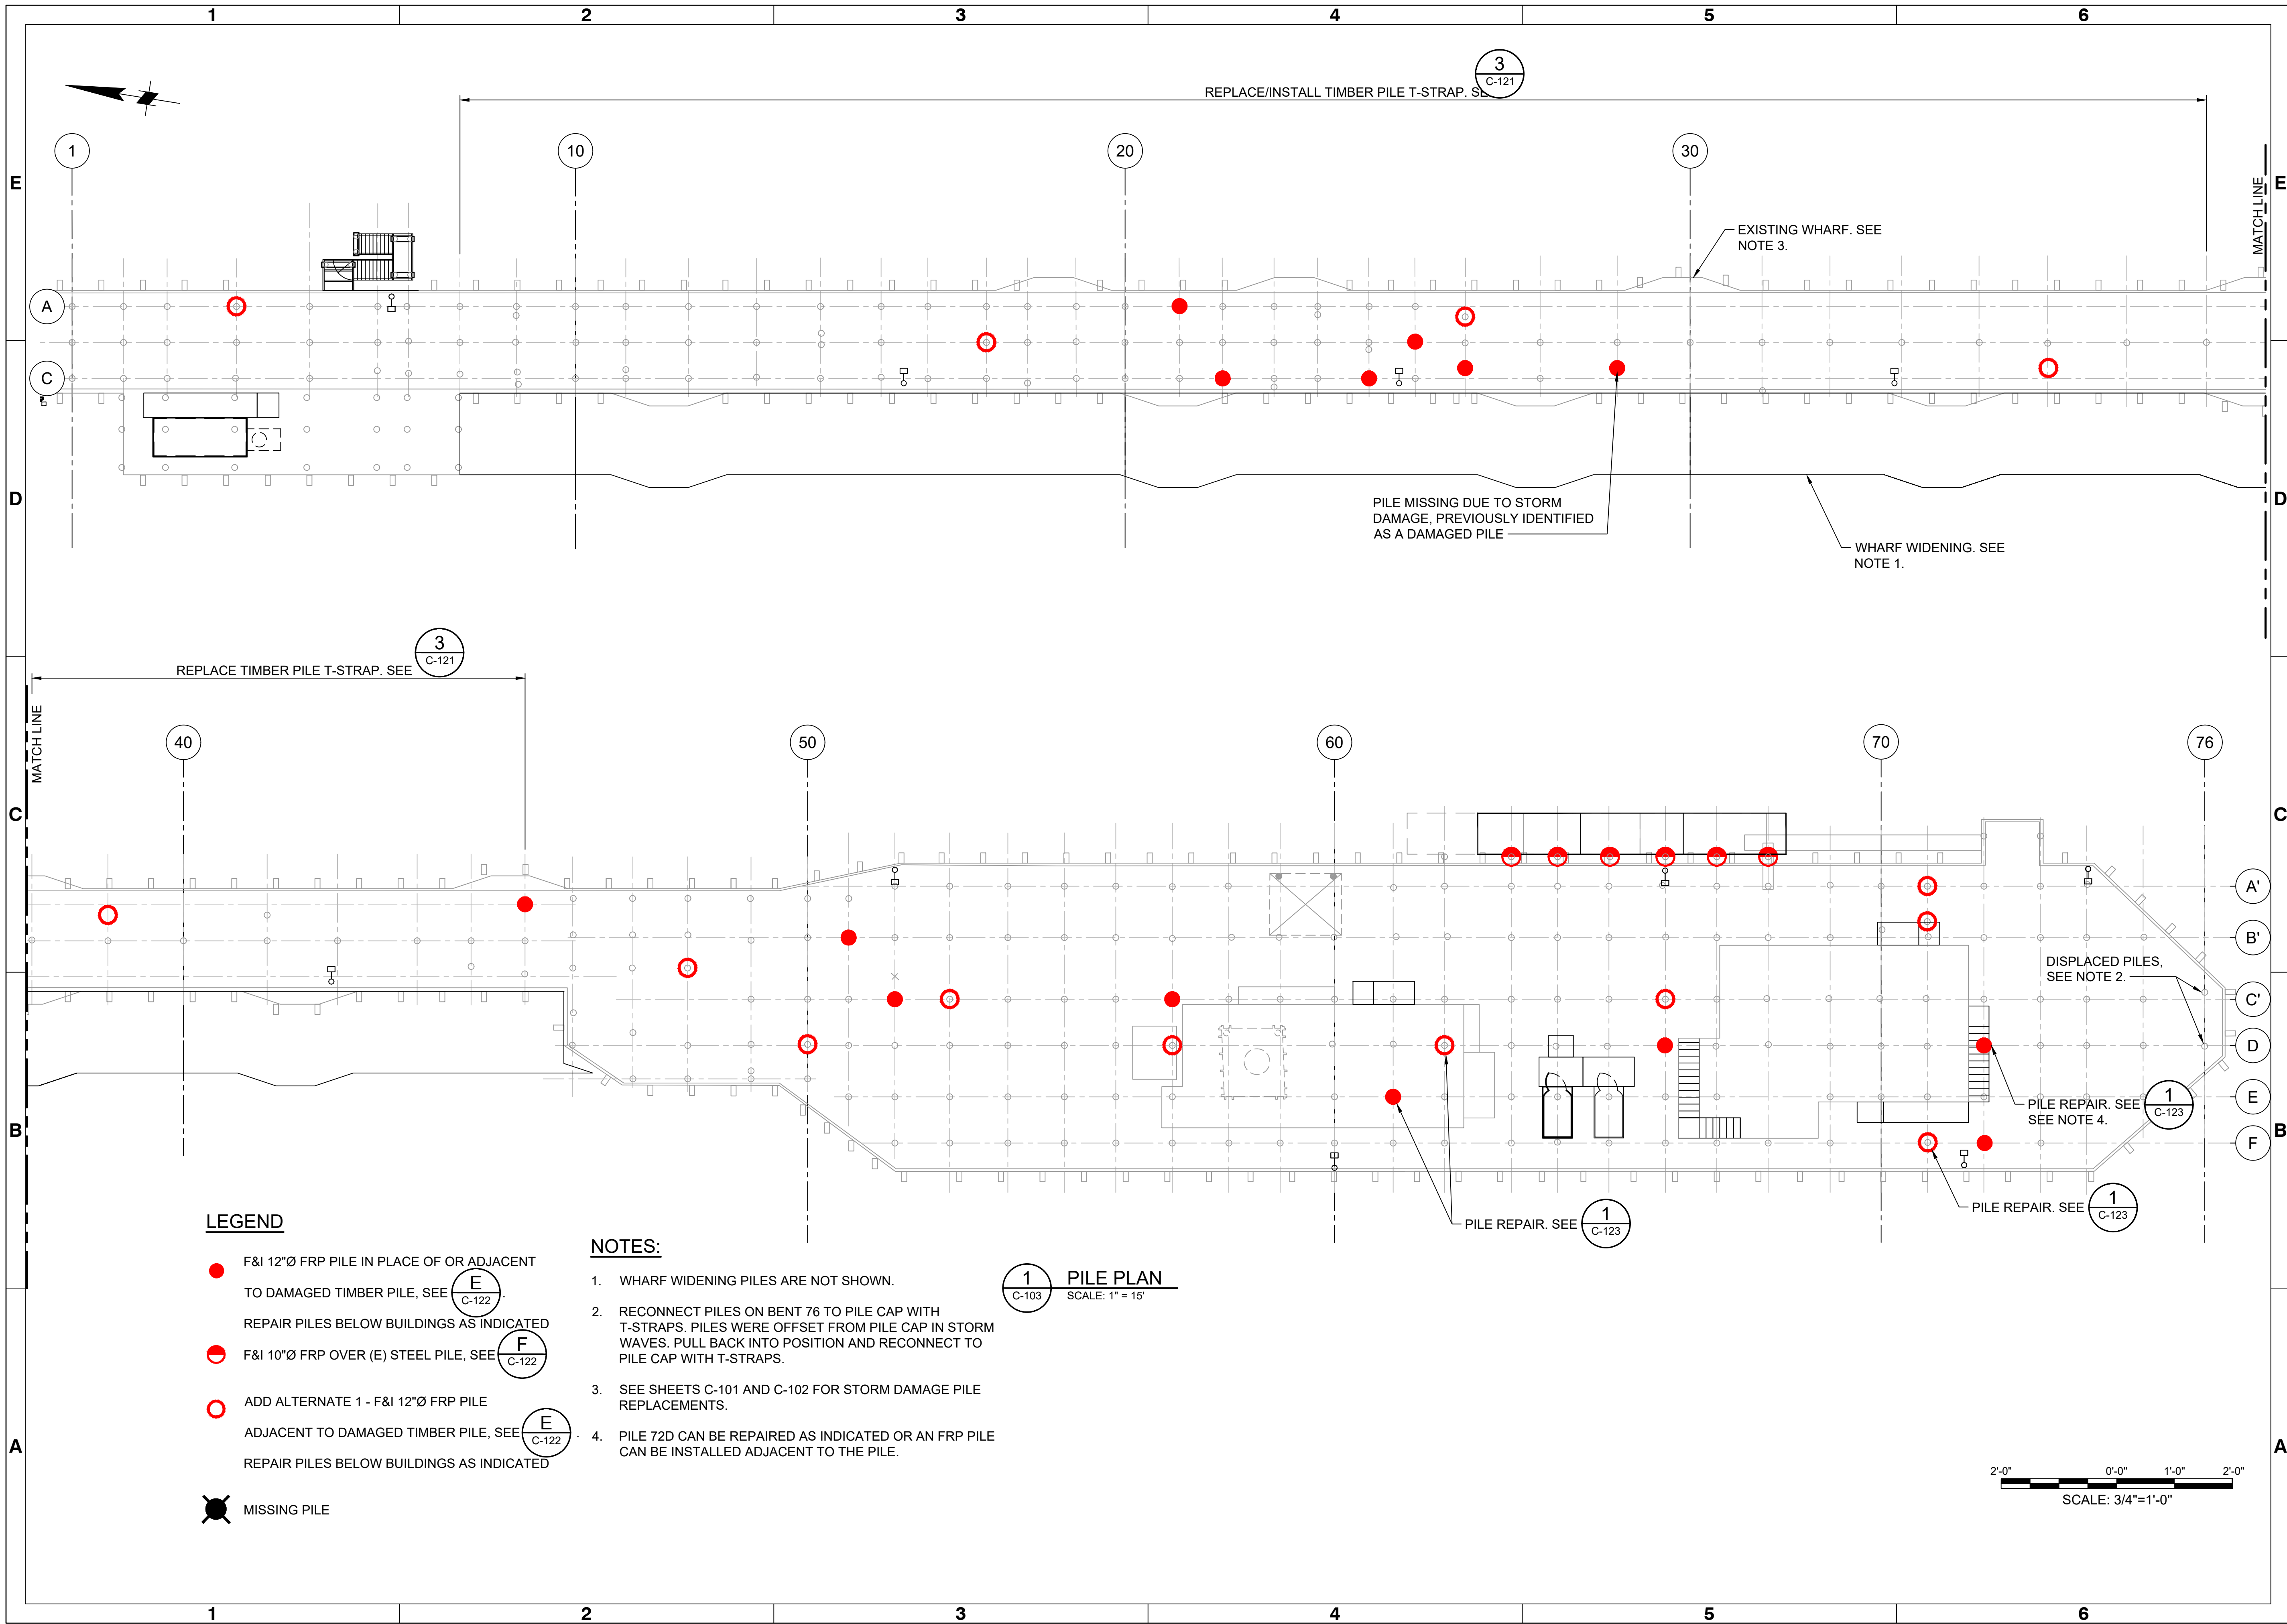 1 2 3 4 5 6
3
C-121
REPLACE/INSTALL TIMBER PILE T-STRAP.
1 10 20 30
E E
MATCH LINE
EXISTING WHARF. SEE
NOTE 3.
A
C
D D
PILE MISSING DUE TO STORM
DAMAGE, PREVIOUSLY IDENTIFIED
AS A DAMAGED PILE
WHARF WIDENING. SEE
NOTE 1.
REPLACE TIMBER PILE T-STRAP. SEE
3
C-121
MATCH LINE
40 50 60 70 76
C C
A'
B'
DISPLACED PILES,
SEE NOTE 2.
C'
D
E
PILE REPAIR. SEE
SEE NOTE 4.
1
C-123
B B
F
PILE REPAIR. SEE
1
C-123
PILE REPAIR. SEE
1
C-123
LEGEND
F&I 12"Ø FRP PILE IN PLACE OF OR ADJACENT
TO DAMAGED TIMBER PILE, SEE
E
C-122
.
REPAIR PILES BELOW BUILDINGS AS INDICATED
F&I 10"Ø FRP OVER (E) STEEL PILE, SEE
F
C-122
ADD ALTERNATE 1 - F&I 12"Ø FRP PILE
ADJACENT TO DAMAGED TIMBER PILE, SEE
E
C-122
.
REPAIR PILES BELOW BUILDINGS AS INDICATED
MISSING PILE
NOTES:
1. WHARF WIDENING PILES ARE NOT SHOWN.
2. RECONNECT PILES ON BENT 76 TO PILE CAP WITH
T-STRAPS. PILES WERE OFFSET FROM PILE CAP IN STORM
WAVES. PULL BACK INTO POSITION AND RECONNECT TO
PILE CAP WITH T-STRAPS.
3. SEE SHEETS C-101 AND C-102 FOR STORM DAMAGE PILE
REPLACEMENTS.
4. PILE 72D CAN BE REPAIRED AS INDICATED OR AN FRP PILE
CAN BE INSTALLED ADJACENT TO THE PILE.
1
C-103
PILE PLAN
SCALE: 1" = 15'
A A
2'-0" 0'-0" 1'-0" 2'-0"
SCALE: 3/4"=1'-0"
1 2 3 4 5 6